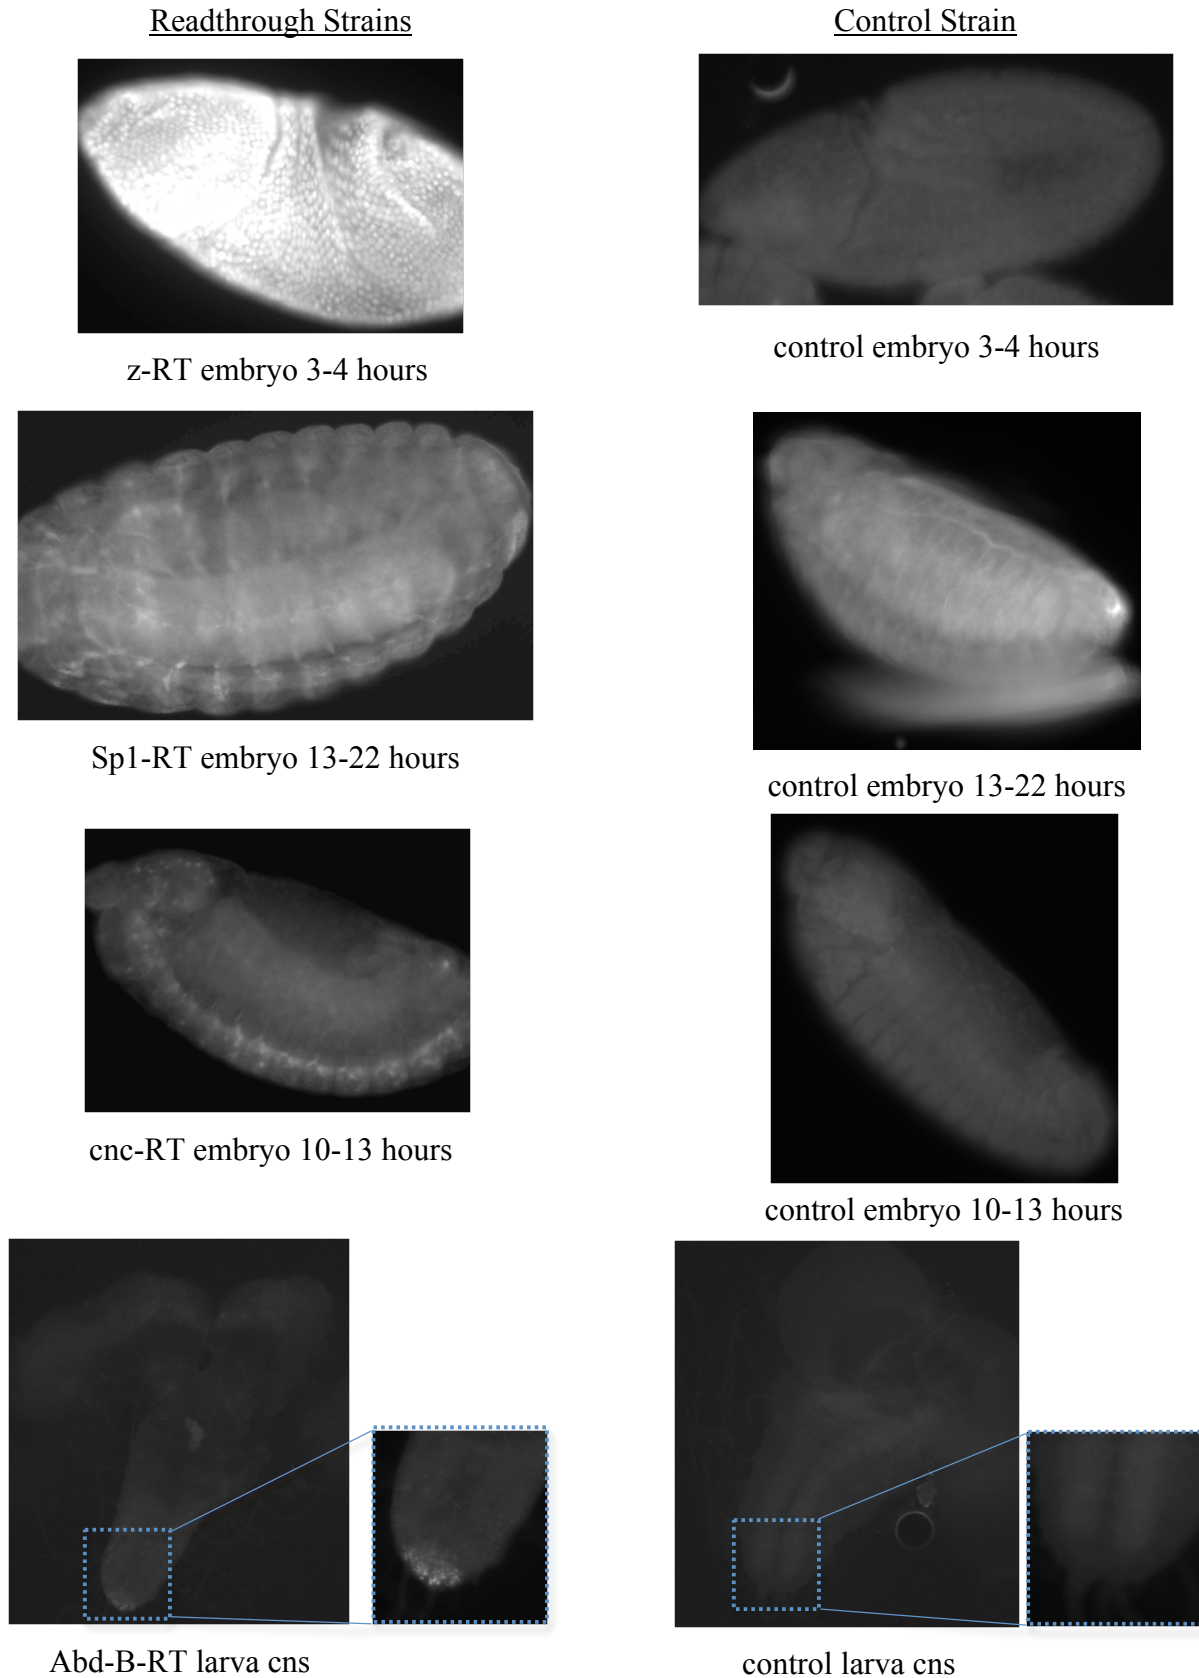 Readthrough Strains
Control Strain
z-RT embryo 3-4 hours
control embryo 3-4 hours
Sp1-RT embryo 13-22 hours
control embryo 13-22 hours
cnc-RT embryo 10-13 hours
control embryo 10-13 hours
Abd-B-RT larva cns
control larva cns